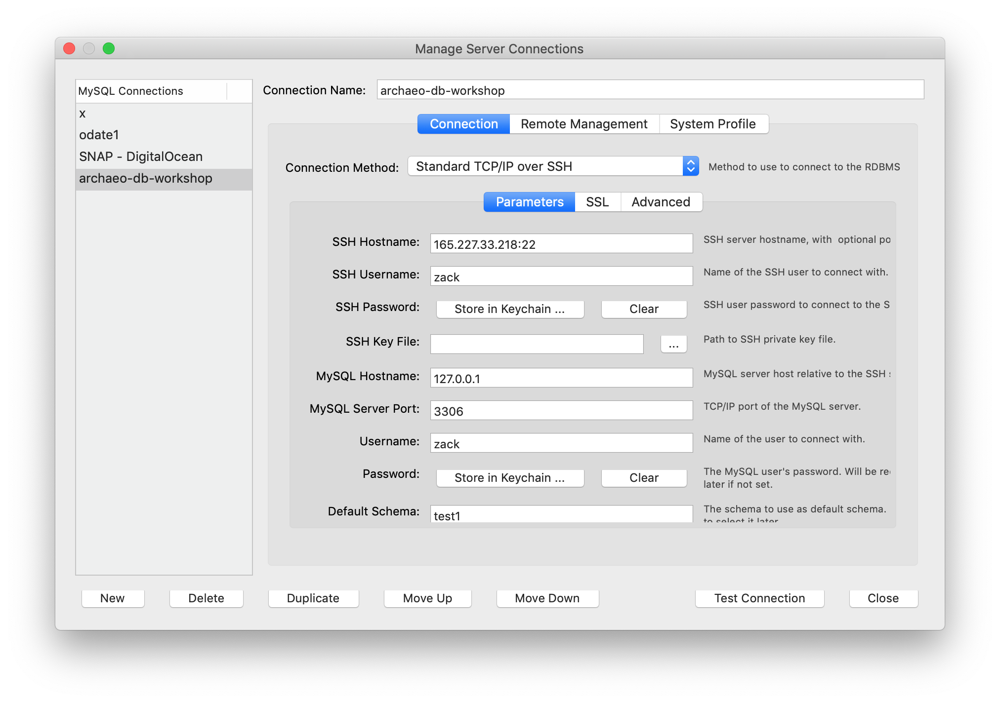 Manage Server Connections
MySQL Connections
x
odate1
SNAP - DigitalOcean
archaeo-db-workshop
Connection Name: archaeo-db-workshop
Connection Remote Management System Profile
Connection Method: Standard TCP/IP over SSH Method to use to connect to the RDBMS
Parameters SSL Advanced
SSH Hostname: 165.227.33.218:22 SSH server hostname, with optional po
SSH Username: zack Name of the SSH user to connect with.
SSH Password: Store in Keychain ... Clear SSH user password to connect to the S
SSH Key File: ... Path to SSH private key file.
MySQL Hostname: 127.0.0.1 MySQL server host relative to the SSH
MySQL Server Port: 3306 TCP/IP port of the MySQL server.
Username: zack Name of the user to connect with.
Password: Store in Keychain ... Clear The MySQL user's password. Will be re
later if not set.
Default Schema: test1 The schema to use as default schema.
to select it later
New Delete Duplicate Move Up Move Down Test Connection Close